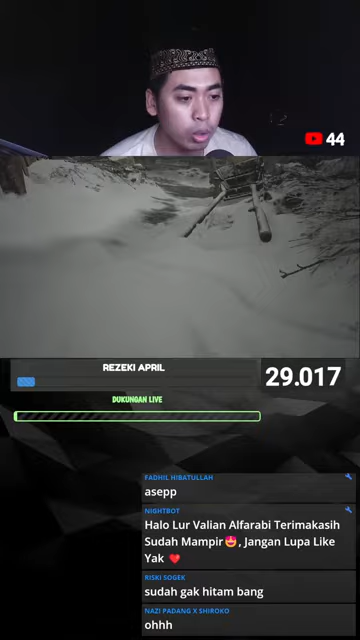 44
REZEKI APRIL
29.017
DUKUNGAN LIVE
FADHIL HIBATULLAH
asepp
NIGHTBOT
Halo Lur Valian Alfarabi Terimakasih
Sudah Mampir😍, Jangan Lupa Like
Yak ❤️
RISKI SOGEK
sudah gak hitam bang
NAZI PADANG X SHIROKO
ohhh